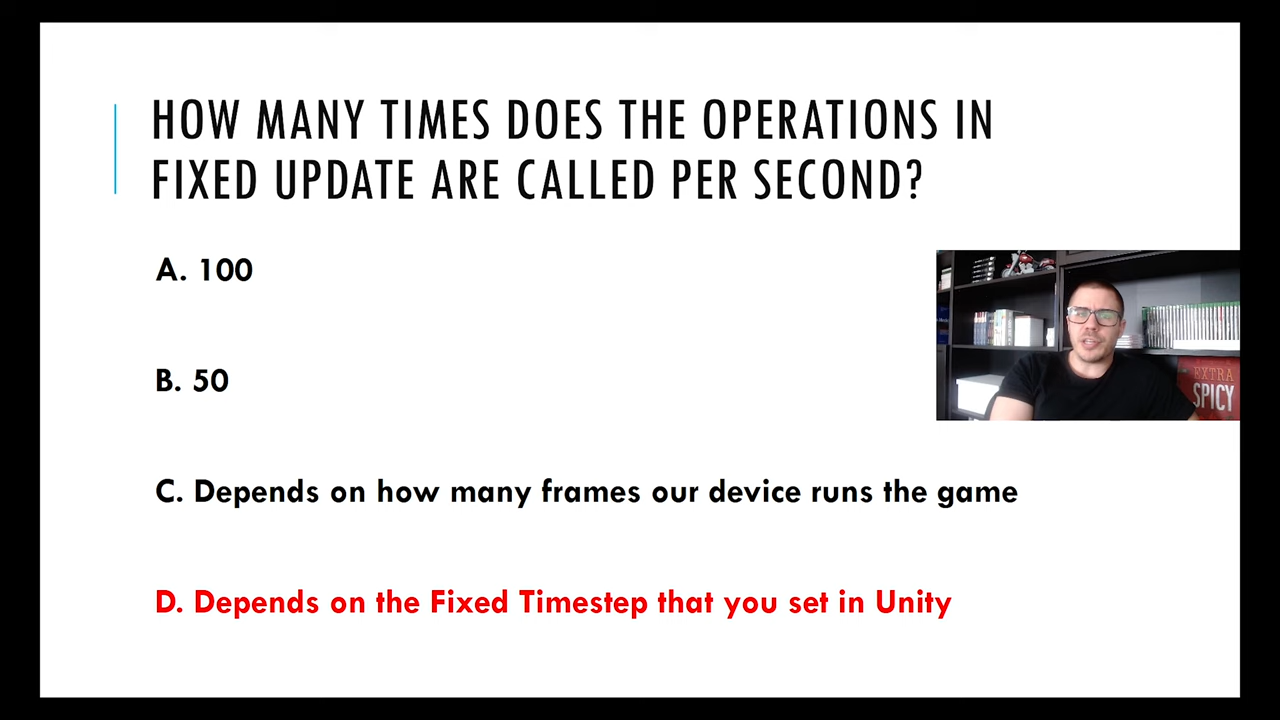 HOW MANY TIMES DOES THE OPERATIONS IN
FIXED UPDATE ARE CALLED PER SECOND?
A. 100
B. 50
C. Depends on how many frames our device runs the game
D. Depends on the Fixed Timestep that you set in Unity
EXTRA
SPICY